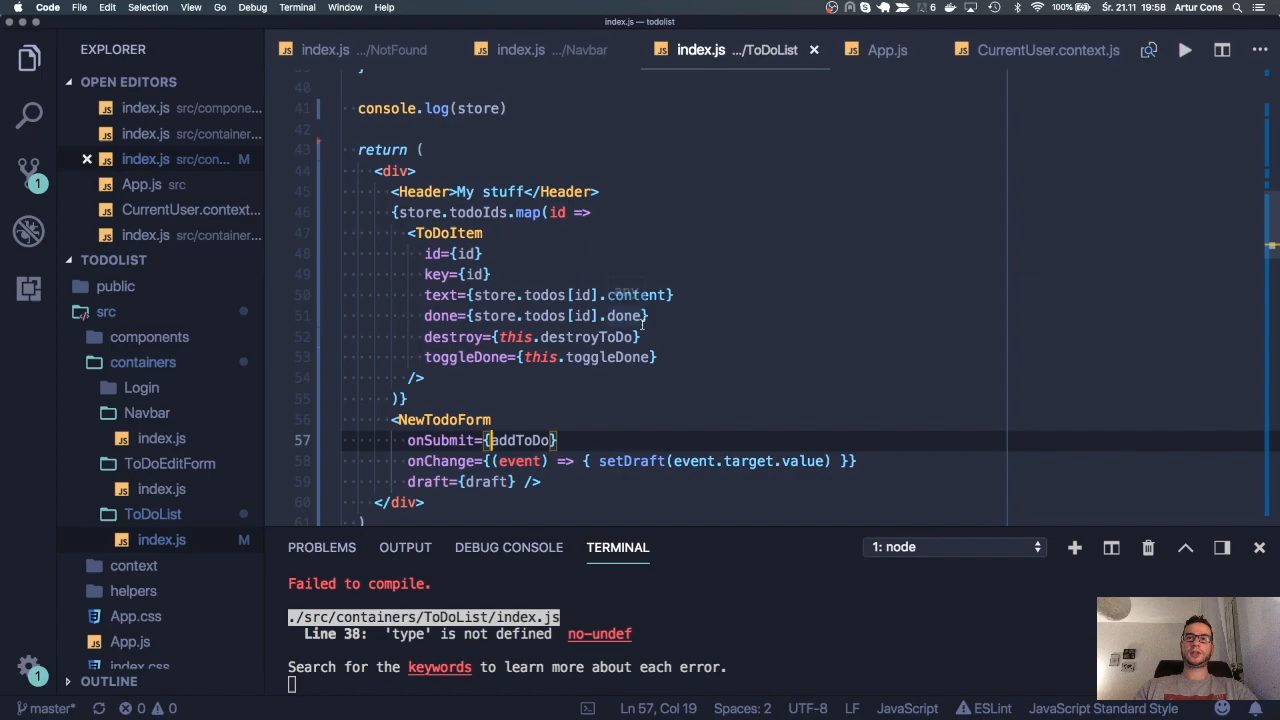 Code File Edit Selection View Go Debug Terminal Window Help 6 100% Śr. 21.11 19:58 Artur Cons
index.js — todolist
EXPLORER
index.js .../NotFound
index.js .../Navbar
index.js .../ToDoList
App.js
CurrentUser.context.js
OPEN EDITORS
index.js src/compone...
index.js src/container...
index.js src/con... M
App.js src
CurrentUser.context...
index.js src/container...
TODOLIST
public
src
components
containers
Login
Navbar
index.js
ToDoEditForm
index.js
ToDoList
index.js M
context
helpers
App.css
App.js
index.css
OUTLINE
1
1
39 }
40
41 console.log(store)
42
43 return (
44 <div>
45 <Header>My stuff</Header>
46 {store.todoIds.map(id =>
47 <ToDoItem
48 id={id}
49 key={id}
50 text={store.todos[id].content}
51 done={store.todos[id].done}
52 destroy={this.destroyToDo}
53 toggleDone={this.toggleDone}
54 />
55 )}
56 <NewTodoForm
57 onSubmit={addToDo}
58 onChange={(event) => { setDraft(event.target.value) }}
59 draft={draft} />
60 </div>
61 )
PROBLEMS OUTPUT DEBUG CONSOLE TERMINAL 1: node
Failed to compile.
./src/containers/ToDoList/index.js
Line 38: 'type' is not defined no-undef
Search for the keywords to learn more about each error.
master* 0 0 Ln 57, Col 19 Spaces: 2 UTF-8 LF JavaScript ESLint JavaScript Standard Style